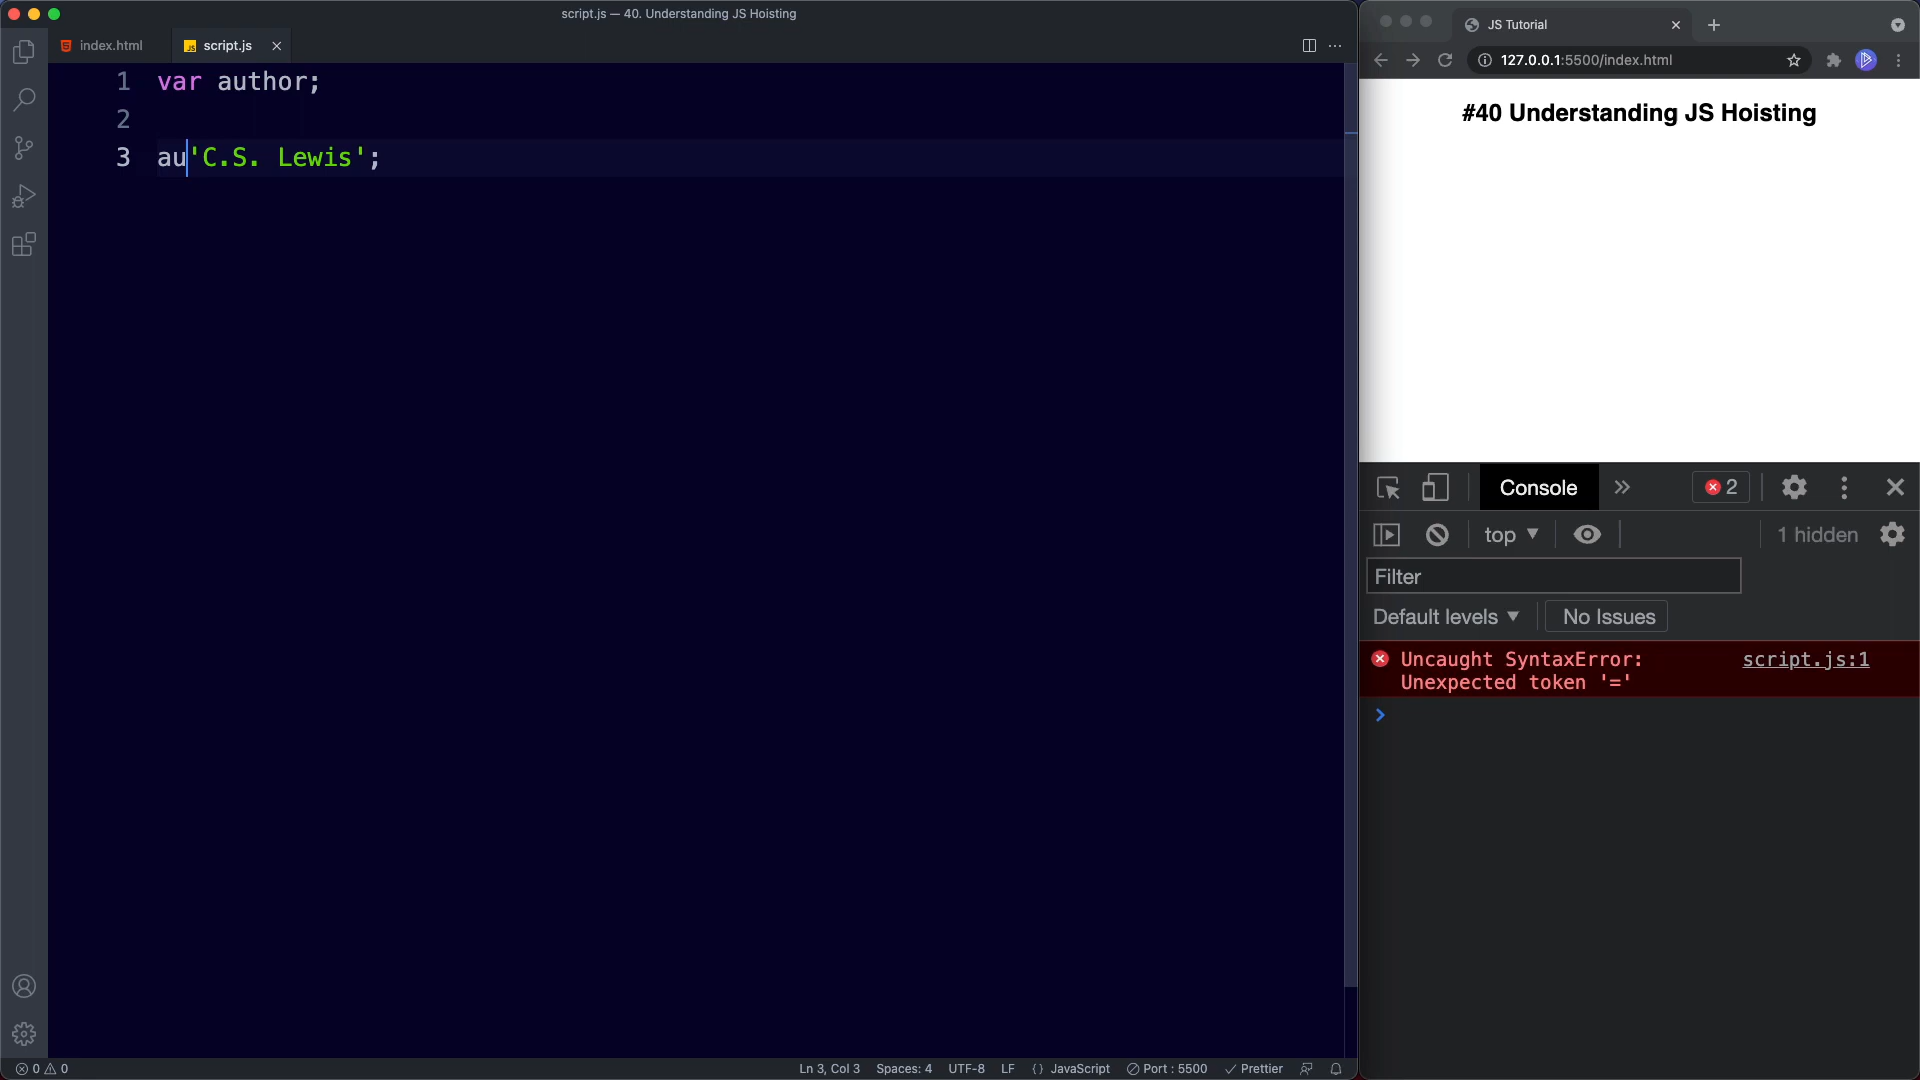 script.js — 40. Understanding JS Hoisting
index.html
script.js
1 var author;
2
3 au'C.S. Lewis';
0 0
Ln 3, Col 3 Spaces: 4 UTF-8 LF {} JavaScript Port : 5500 Prettier
JS Tutorial
127.0.0.1:5500/index.html
#40 Understanding JS Hoisting
Console
2
top
1 hidden
Filter
Default levels
No Issues
Uncaught SyntaxError: script.js:1
Unexpected token '='